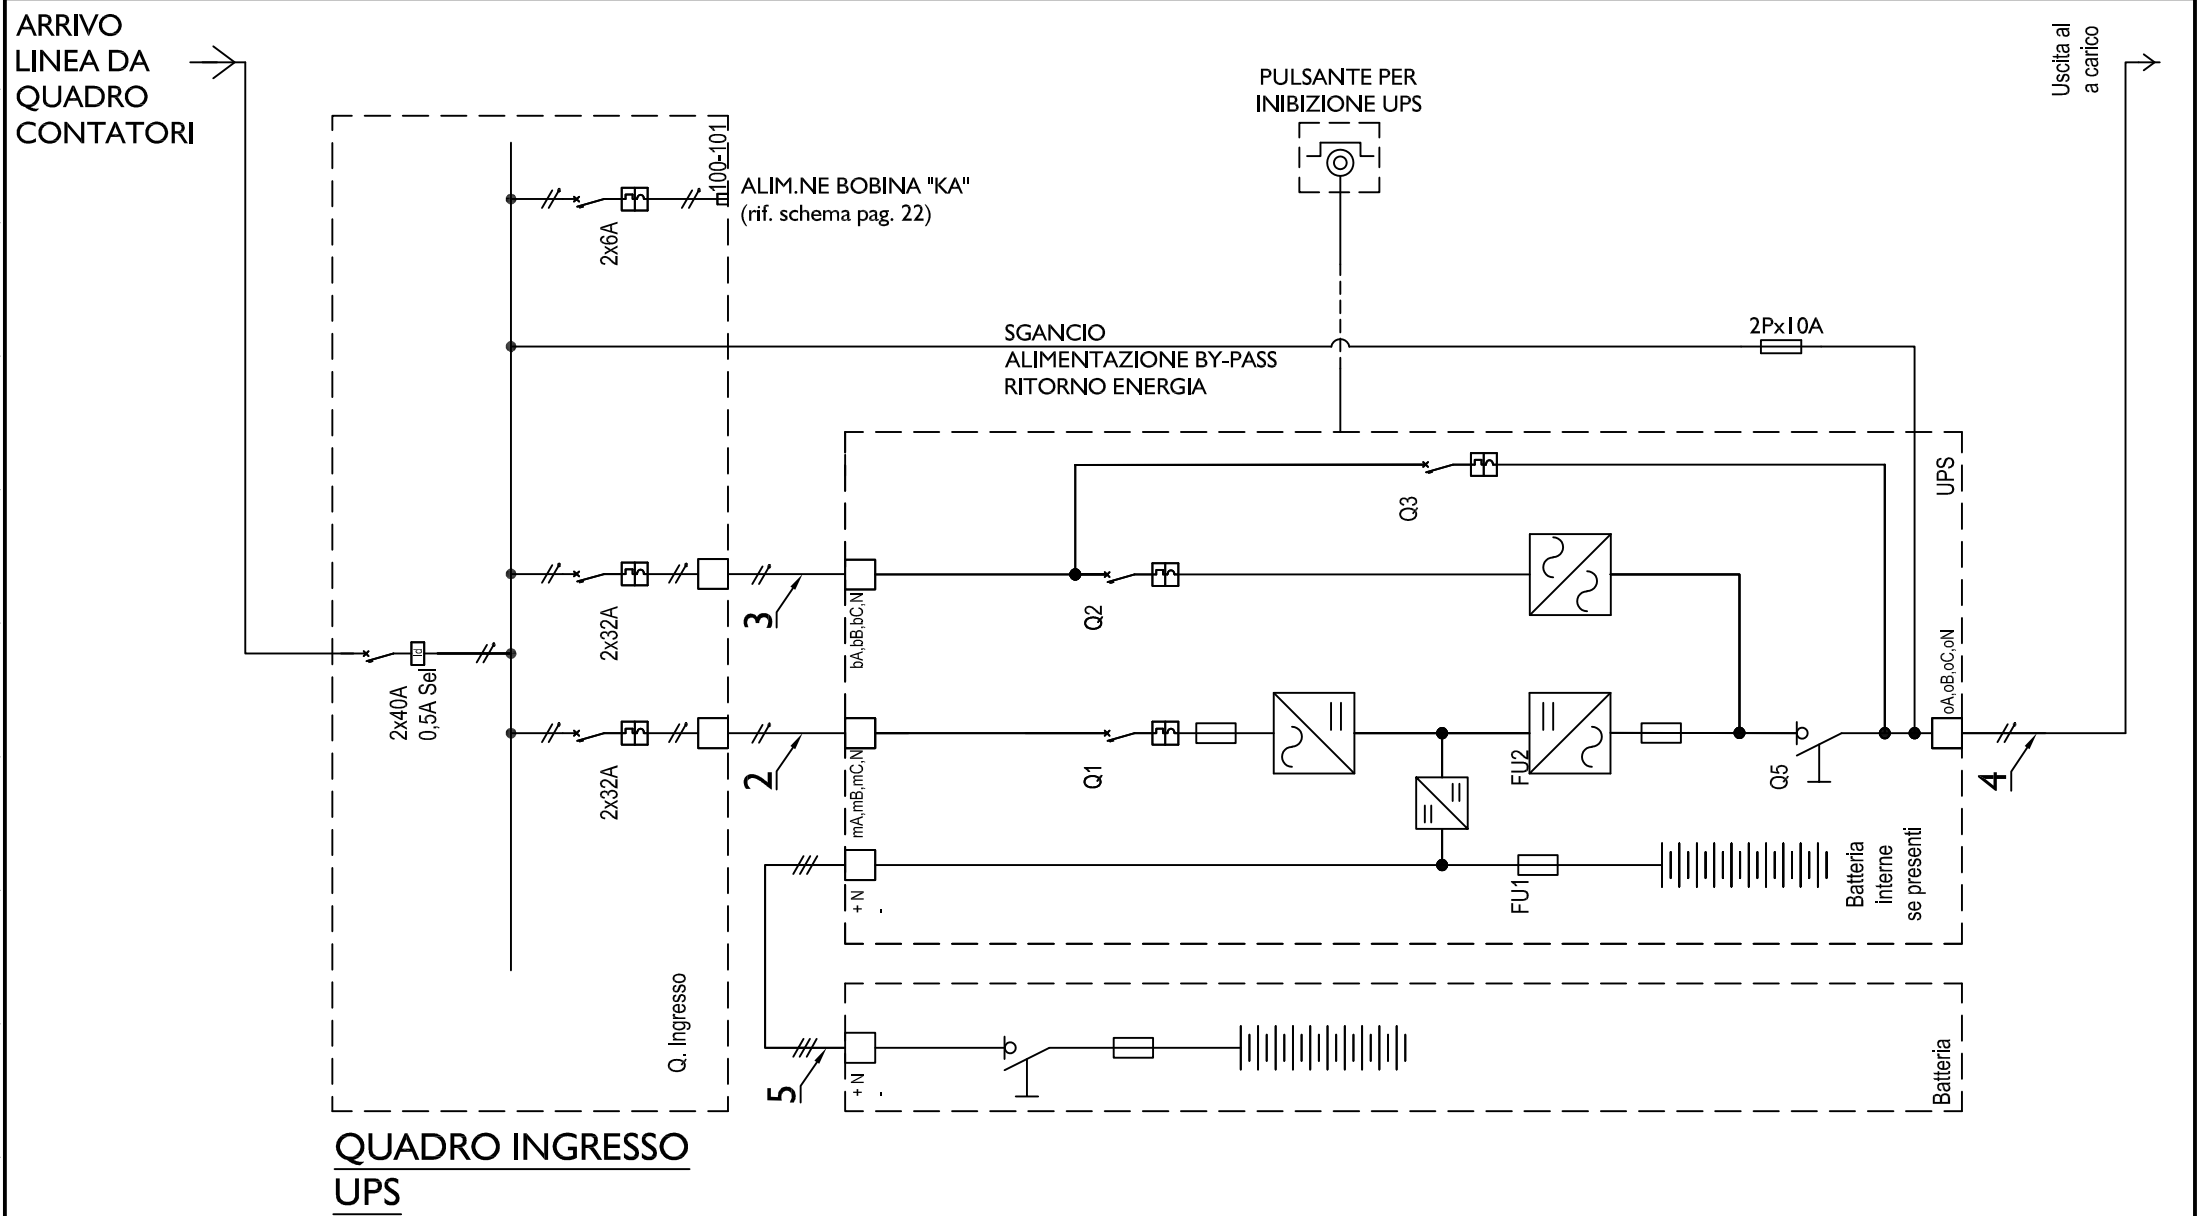 ARRIVO
LINEA DA
QUADRO
CONTATORI
Uscita al
a carico
PULSANTE PER
INIBIZIONE UPS
100-101
ALIM.NE BOBINA "KA"
(rif. schema pag. 22)
2x6A
SGANCIO
ALIMENTAZIONE BY-PASS
RITORNO ENERGIA
2Px10A
UPS
Q3
2x32A
3
bA,bB,bC,N
Q2
2x40A
0,5A Sel
Id
2x32A
2
mA,mB,mC,N
Q1
FU2
Q5
oA,oB,oC,oN
4
+ N -
FU1
Batteria
interne
se presenti
Q. Ingresso
5
+ N -
Batteria
QUADRO INGRESSO
UPS